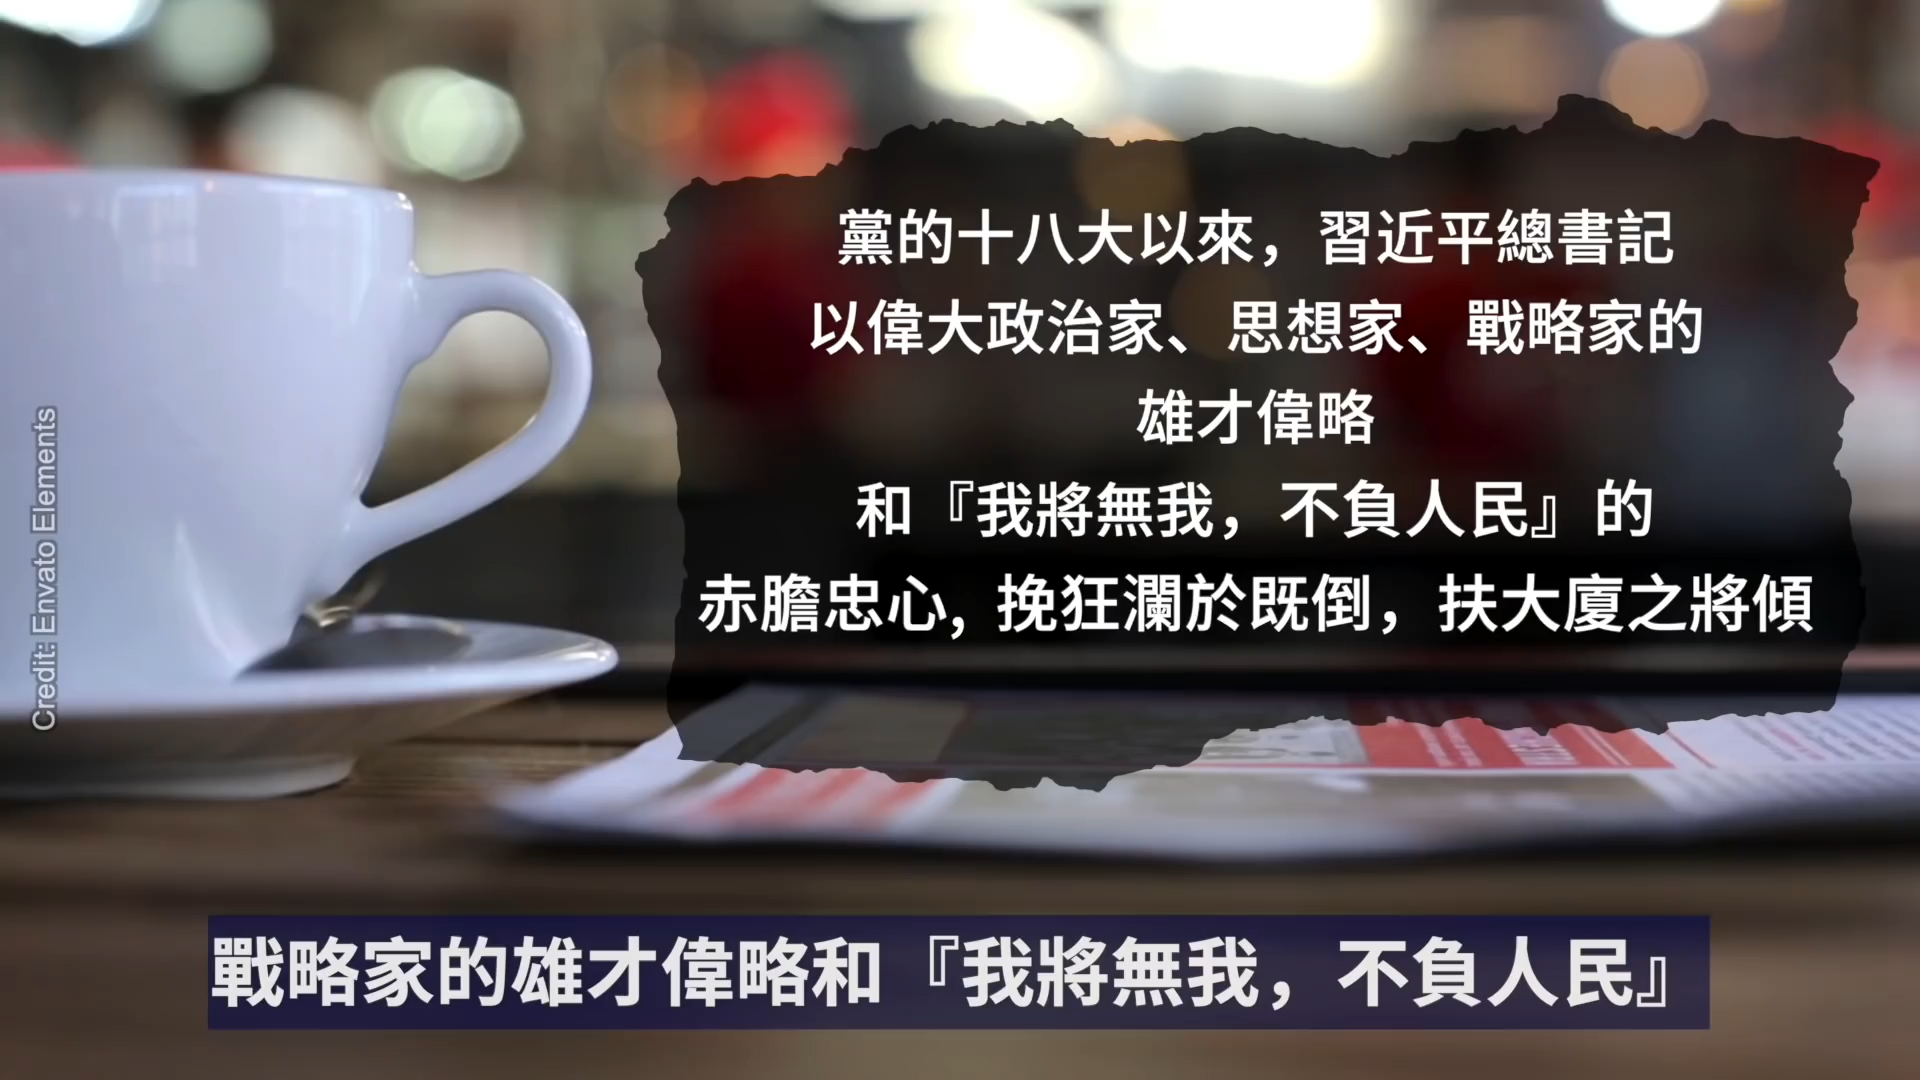 黨的十八大以來，習近平總書記
以偉大政治家、思想家、戰略家的
雄才偉略
和『我將無我，不負人民』的
赤膽忠心，挽狂瀾於既倒，扶大廈之將傾
Credit: Envato Elements
戰略家的雄才偉略和『我將無我，不負人民』